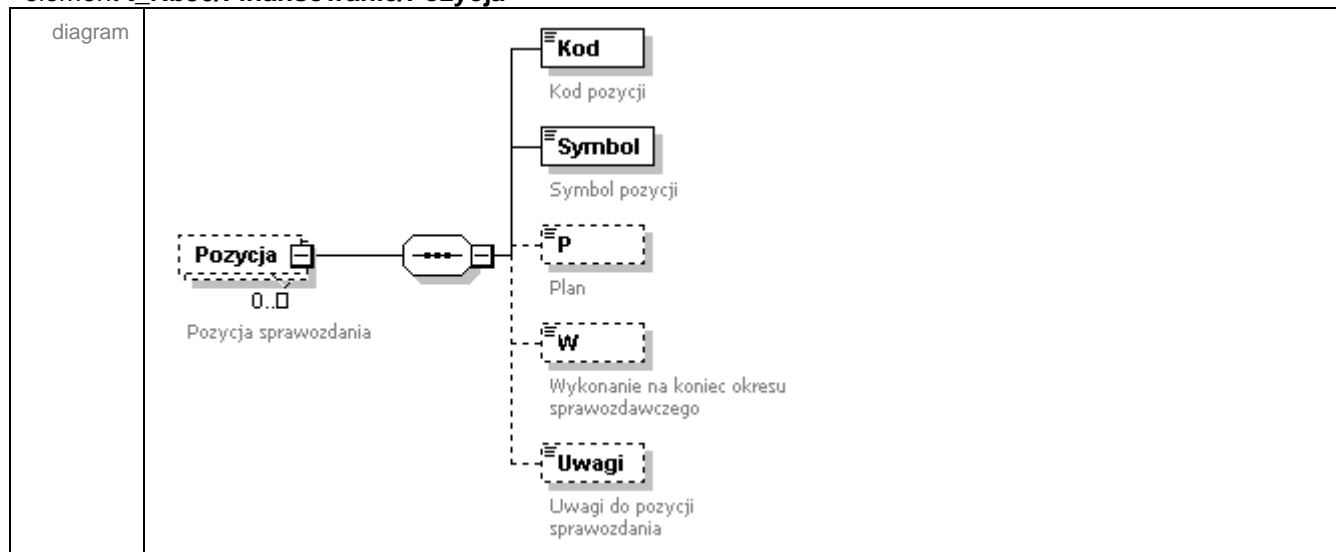 diagram
Kod
Kod pozycji
Symbol
Symbol pozycji
P
Plan
Pozycja
0..□
Pozycja sprawozdania
W
Wykonanie na koniec okresu
sprawozdawczego
Uwagi
Uwagi do pozycji
sprawozdania